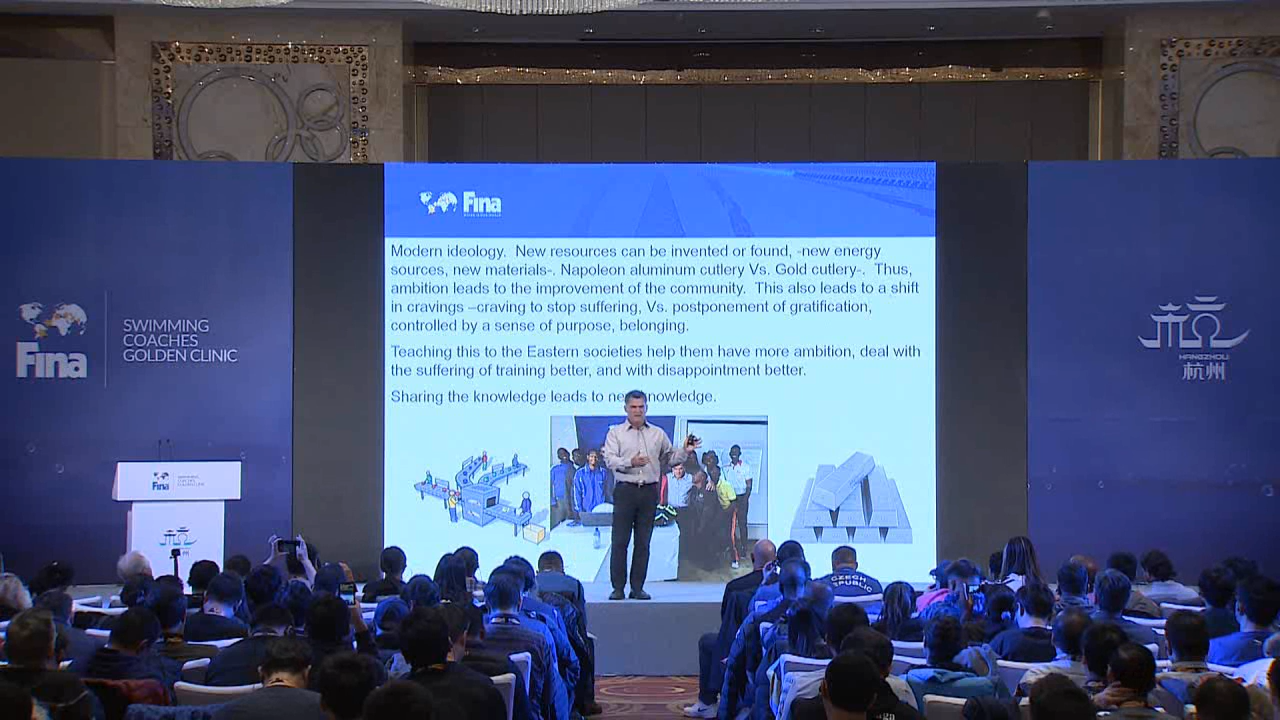 Fina
Modern ideology. New resources can be invented or found, -new energy
sources, new materials-. Napoleon aluminum cutlery Vs. Gold cutlery-. Thus,
ambition leads to the improvement of the community. This also leads to a shift
in cravings –craving to stop suffering, Vs. postponement of gratification,
controlled by a sense of purpose, belonging.
Teaching this to the Eastern societies help them have more ambition, deal with
the suffering of training better, and with disappointment better.
Sharing the knowledge leads to new knowledge.
Fina
SWIMMING
COACHES
GOLDEN CLINIC
HANGZHOU
杭州
Fina
CZECH
REPUBLIC